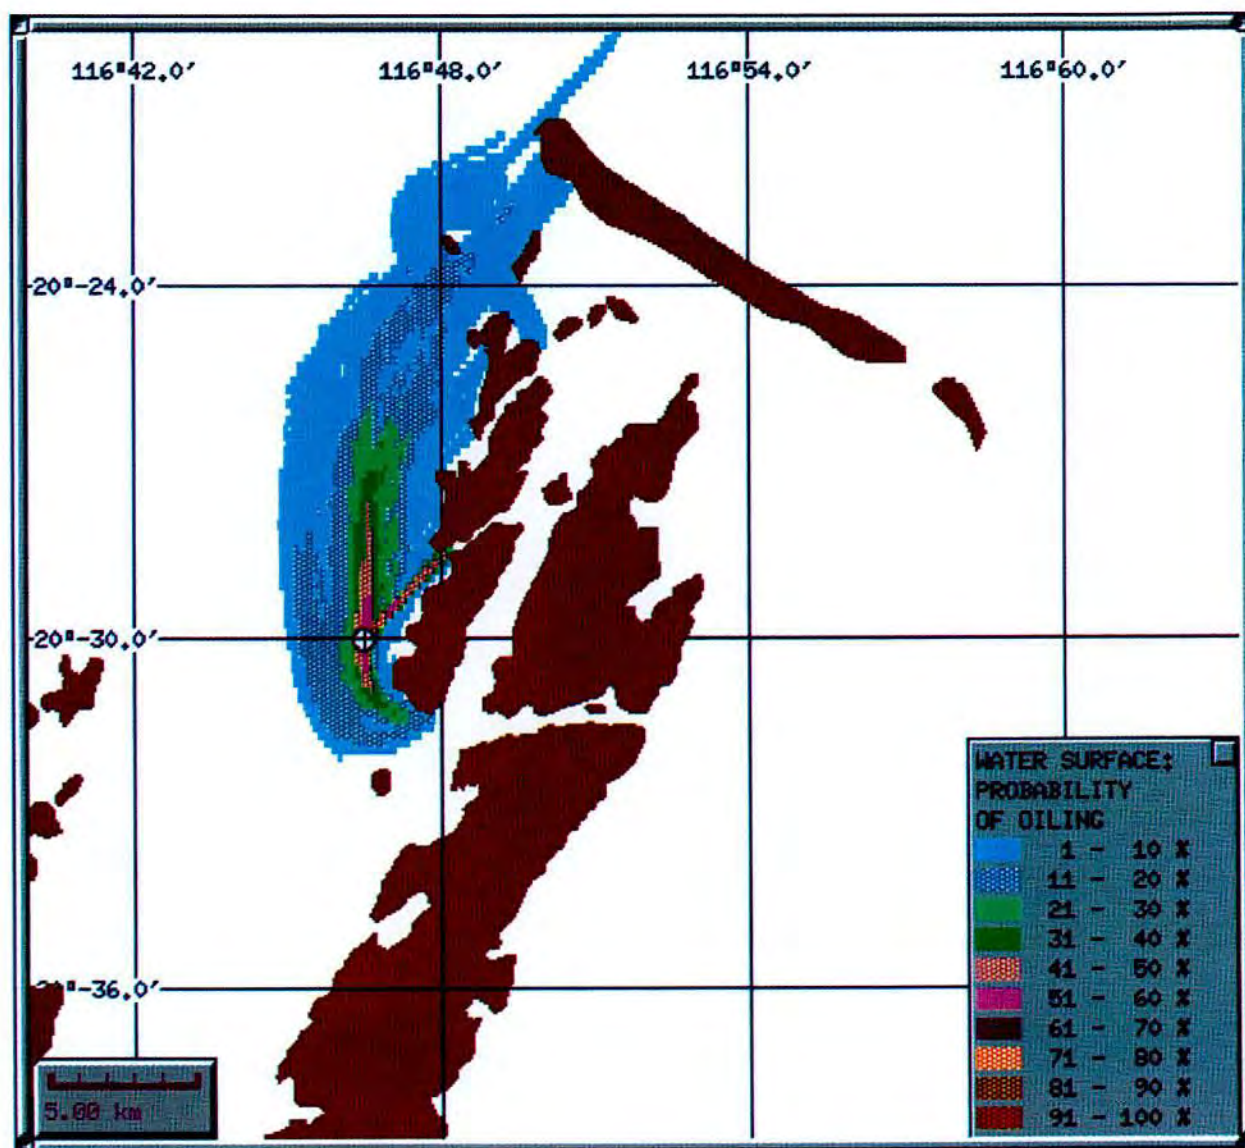 116°42.0' 116°48.0' 116°54.0' 116°60.0'
20°-24.0'
20°-30.0'
-36.0'
WATER SURFACE:
PROBABILITY
OF OILING
1 - 10 %
11 - 20 %
21 - 30 %
31 - 40 %
41 - 50 %
51 - 60 %
61 - 70 %
71 - 80 %
81 - 90 %
91 - 100 %
5.00 km